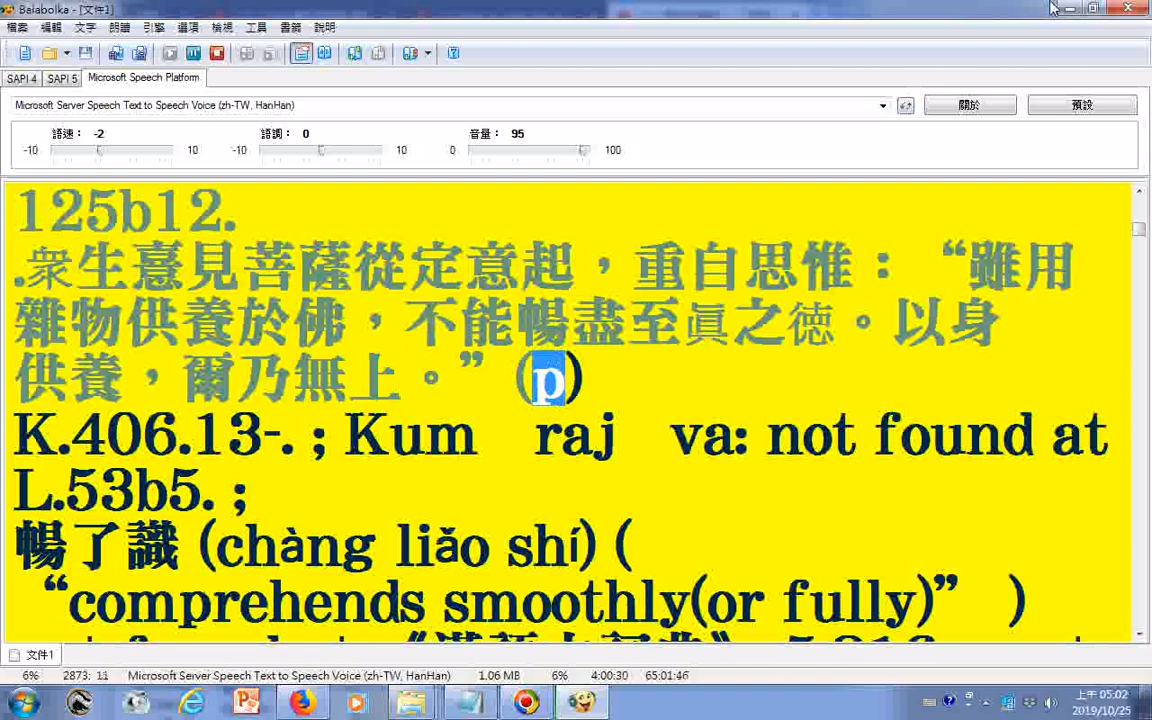 Balabolka - [文件1]
檔案 編輯 文字 朗讀 引擎 選項 檢視 工具 書籤 說明
SAPI 4 SAPI 5 Microsoft Speech Platform
Microsoft Server Speech Text to Speech Voice (zh-TW, HanHan) 關於 預設
語速： -2 語調： 0 音量： 95
-10 10 -10 10 0 100
125b12.
.衆生憙見菩薩從定意起，重自思惟：“雖用
雜物供養於佛，不能暢盡至眞之德。以身
供養，爾乃無上。”(p)
K.406.13-. ; Kum raj va: not found at
L.53b5. ;
暢了識 (chàng liǎo shí) (
“comprehends smoothly(or fully)” )
文件1
6% 2873: 11 Microsoft Server Speech Text to Speech Voice (zh-TW, HanHan) 1.06 MB 6% 4:00:30 65:01:46
上午 05:02
2019/10/25